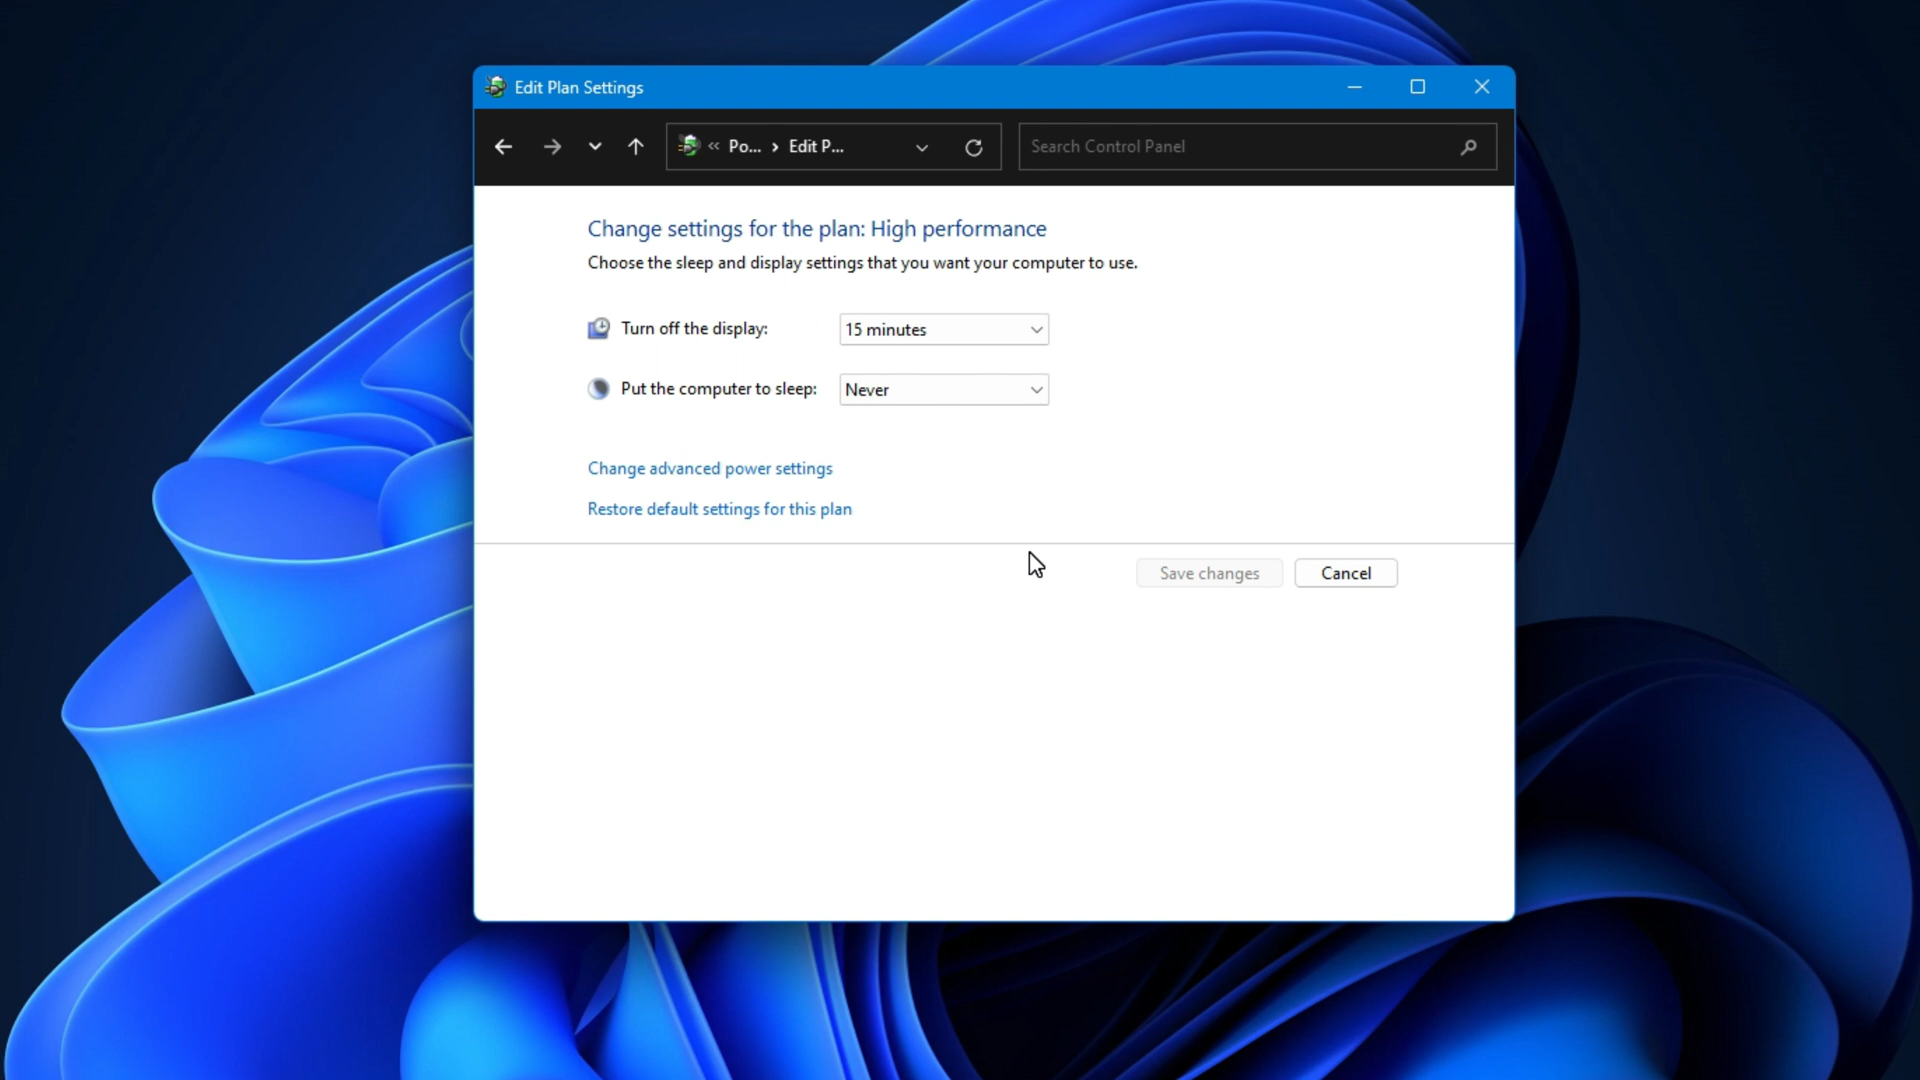 Edit Plan Settings
« Po... › Edit P...
Search Control Panel
Change settings for the plan: High performance
Choose the sleep and display settings that you want your computer to use.
Turn off the display: 15 minutes
Put the computer to sleep: Never
Change advanced power settings
Restore default settings for this plan
Save changes Cancel